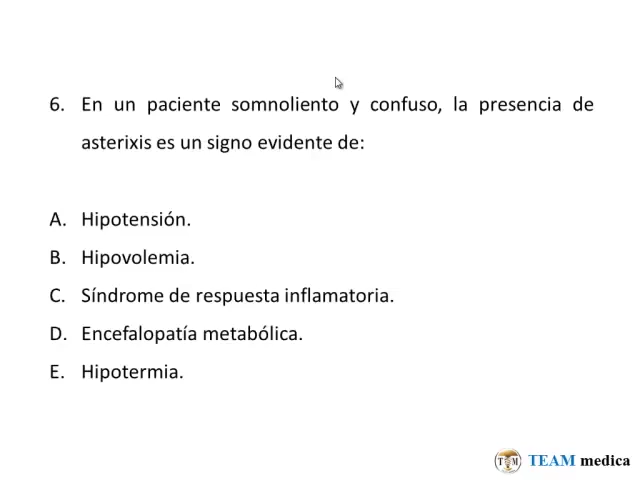 6. En un paciente somnoliento y confuso, la presencia de
asterixis es un signo evidente de:
A. Hipotensión.
B. Hipovolemia.
C. Síndrome de respuesta inflamatoria.
D. Encefalopatía metabólica.
E. Hipotermia.
TM TEAM medica